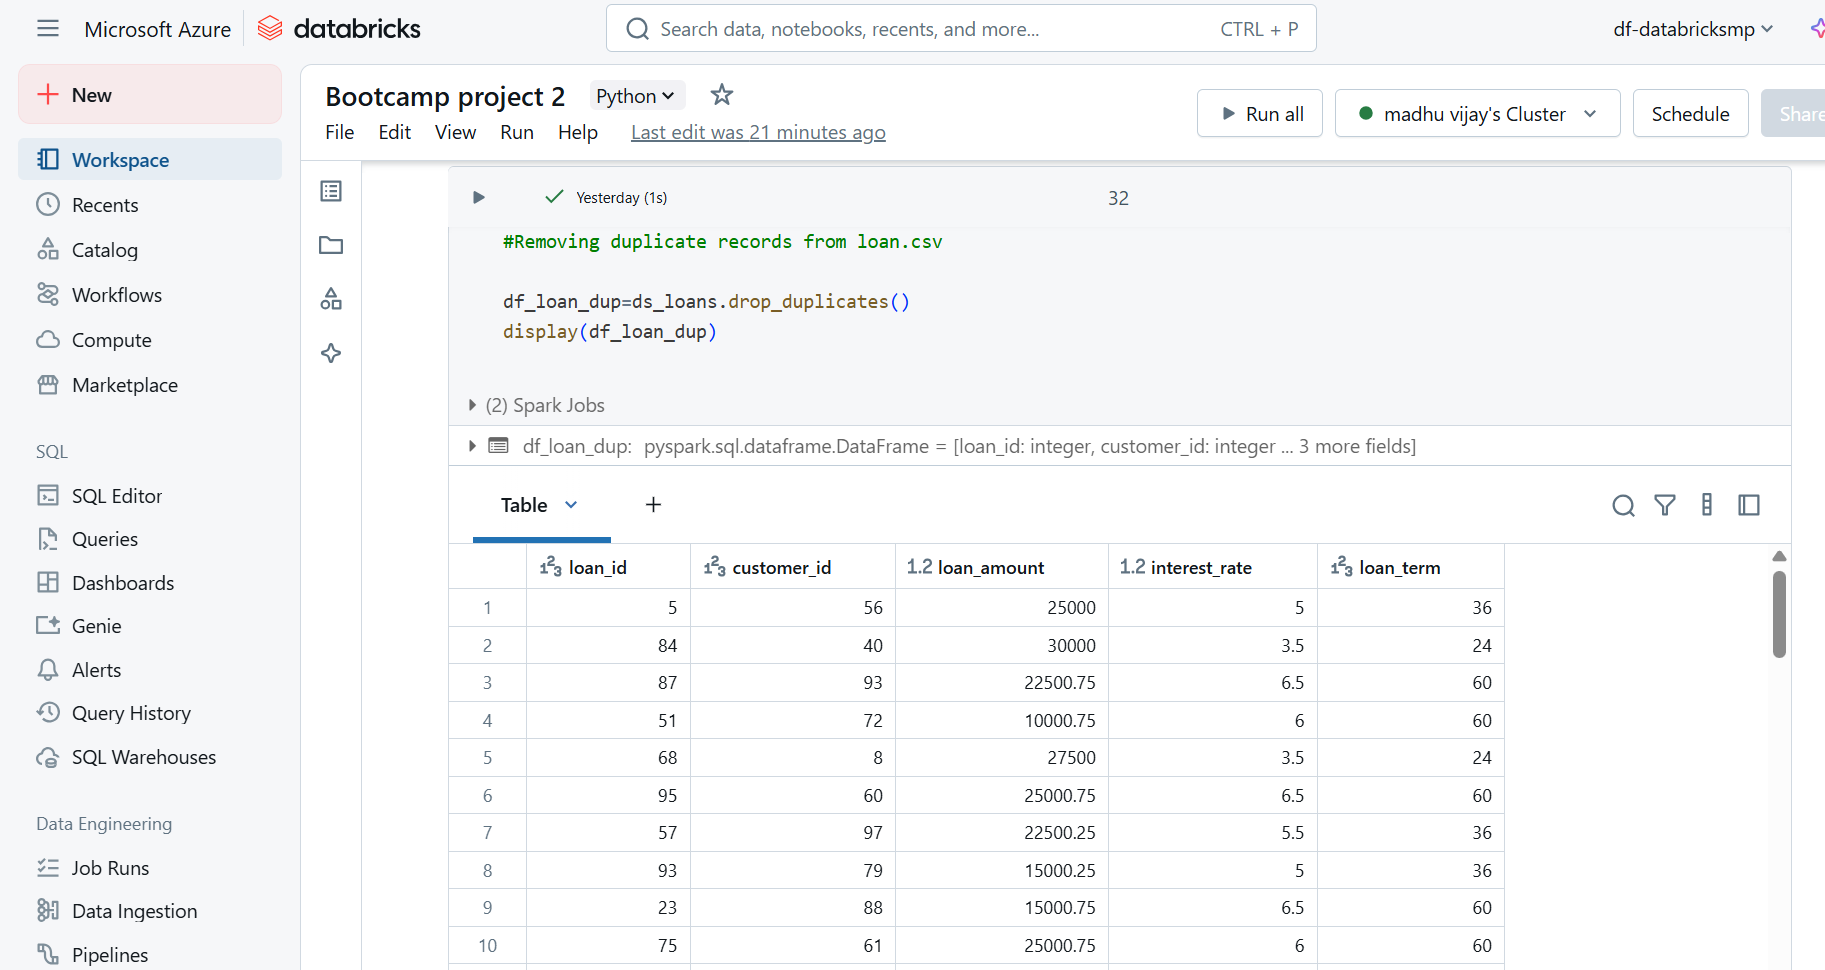 Microsoft Azure databricks Search data, notebooks, recents, and more... CTRL + P df-databricksmp
New
Workspace
Recents
Catalog
Workflows
Compute
Marketplace
SQL
SQL Editor
Queries
Dashboards
Genie
Alerts
Query History
SQL Warehouses
Data Engineering
Job Runs
Data Ingestion
Pipelines
Bootcamp project 2 Python
File Edit View Run Help Last edit was 21 minutes ago
Run all madhu vijay's Cluster Schedule Share
Yesterday (1s) 32
#Removing duplicate records from loan.csv
df_loan_dup=ds_loans.drop_duplicates()
display(df_loan_dup)
(2) Spark Jobs
df_loan_dup: pyspark.sql.dataframe.DataFrame = [loan_id: integer, customer_id: integer ... 3 more fields]
Table +
123 loan_id 123 customer_id 1.2 loan_amount 1.2 interest_rate 123 loan_term
1 5 56 25000 5 36
2 84 40 30000 3.5 24
3 87 93 22500.75 6.5 60
4 51 72 10000.75 6 60
5 68 8 27500 3.5 24
6 95 60 25000.75 6.5 60
7 57 97 22500.25 5.5 36
8 93 79 15000.25 5 36
9 23 88 15000.75 6.5 60
10 75 61 25000.75 6 60